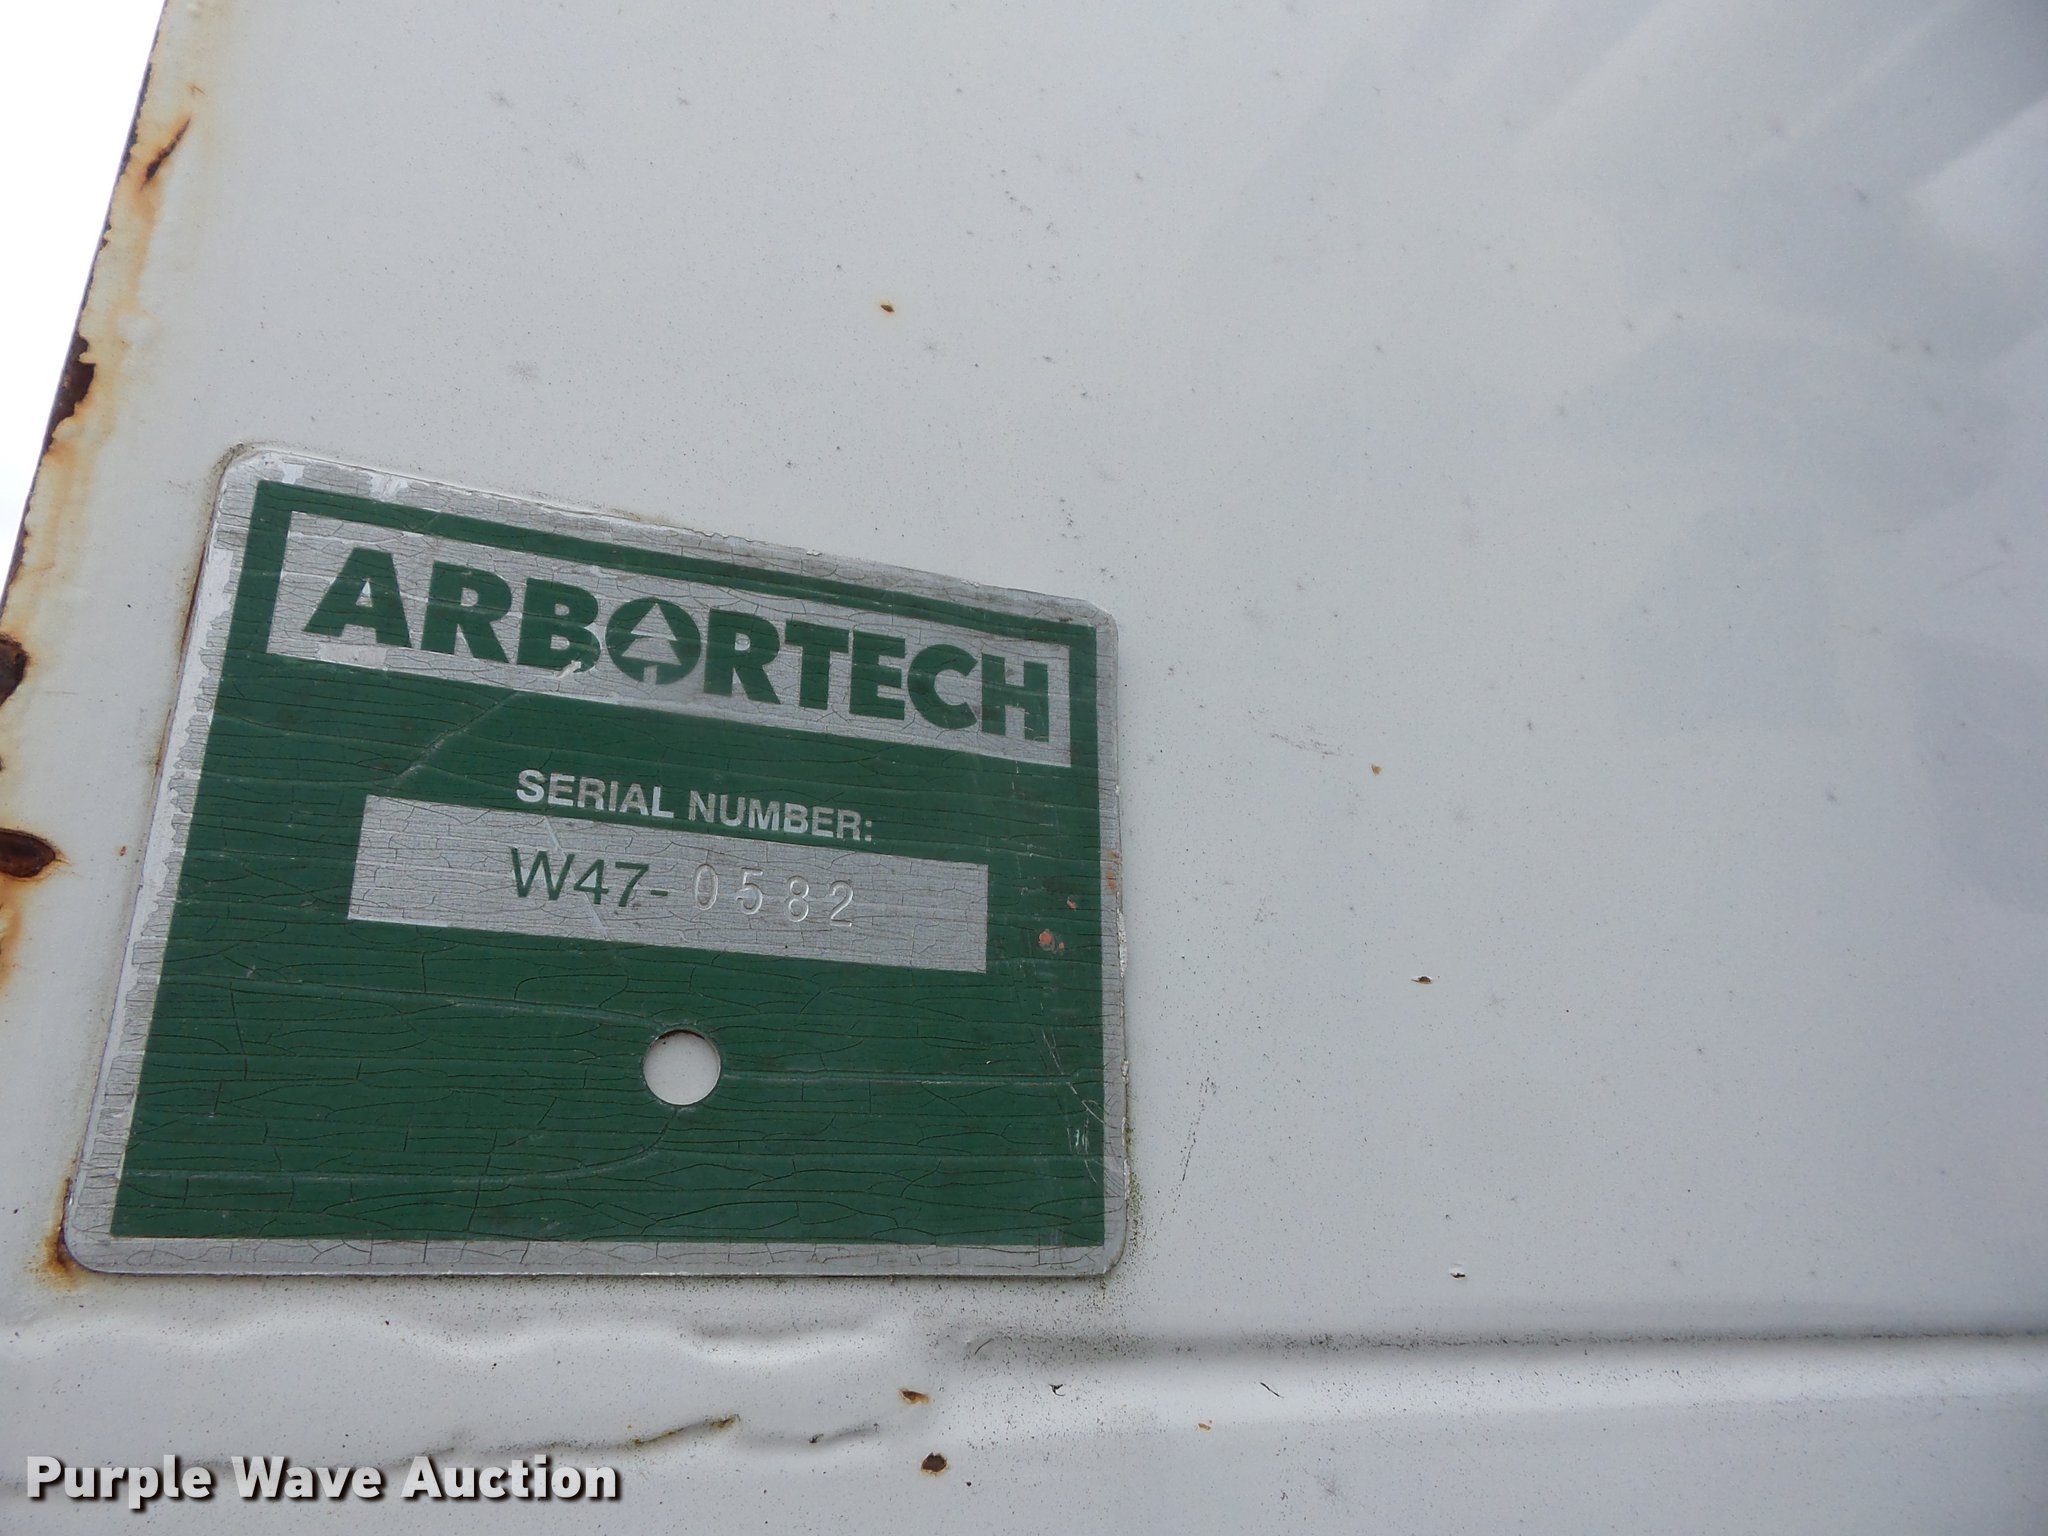 ARBORTECH
SERIAL NUMBER:
W47-0582
Purple Wave Auction